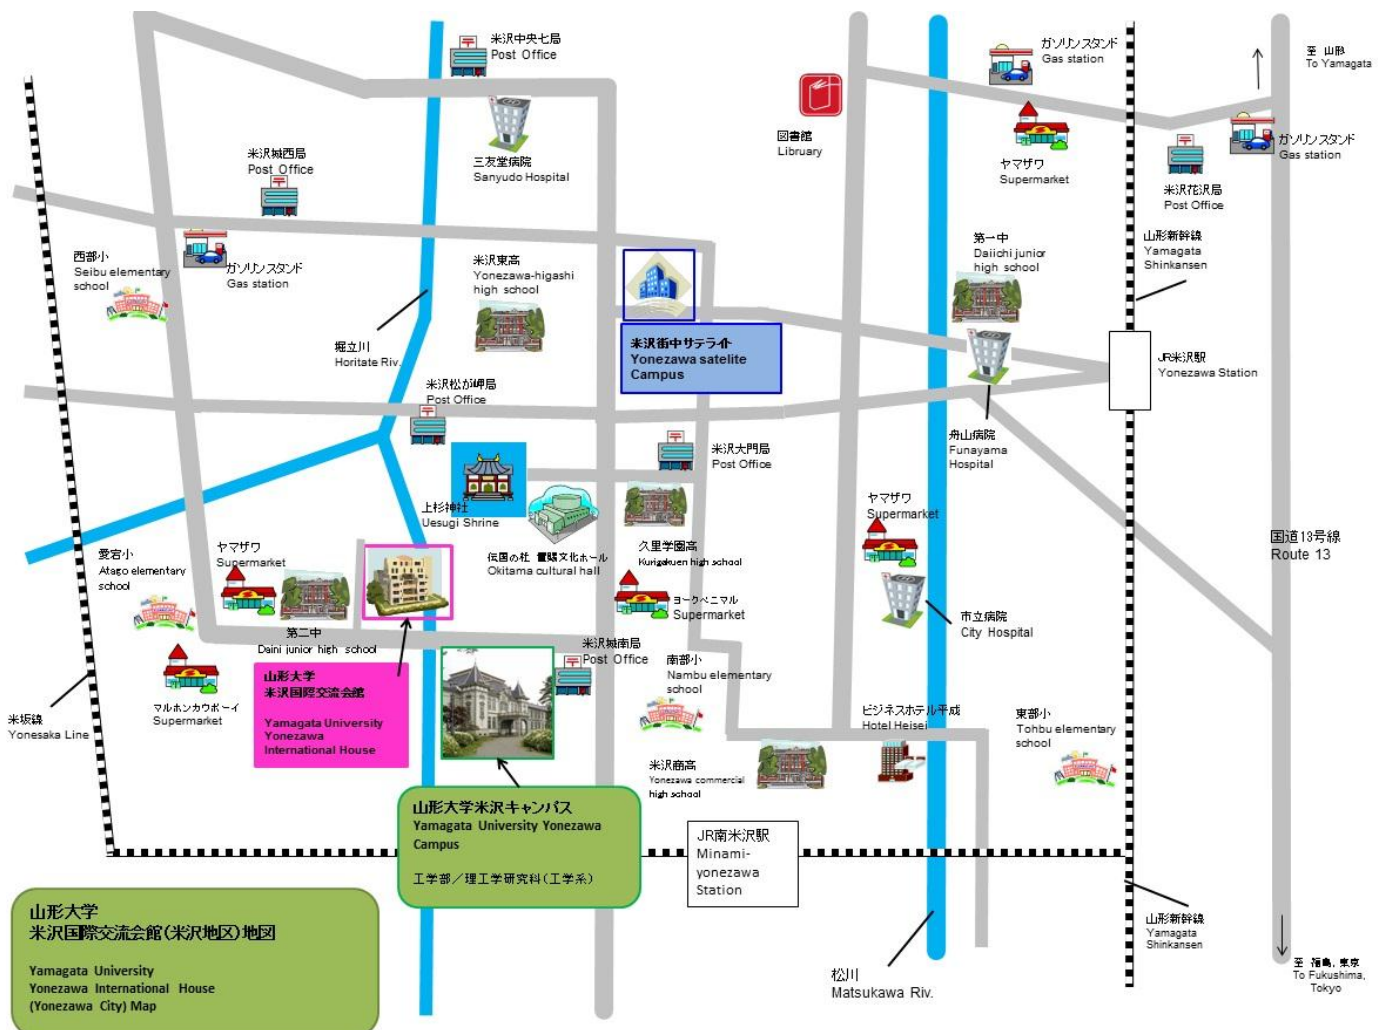 米沢中央七局
Post Office
ガソリンスタンド
Gas station
至 山形
To Yamagata
三友堂病院
Sanyudo Hospital
図書館
Libruary
ヤマザワ
Supermarket
ガソリンスタンド
Gas station
米沢花沢局
Post Office
米沢城西局
Post Office
西部小
Seibu elementary
school
ガソリンスタンド
Gas station
米沢東高
Yonezawa-higashi
high school
第一中
Daiichi junior
high school
山形新幹線
Yamagata
Shinkansen
堀立川
Horitate Riv.
米沢街中サテライト
Yonezawa satelite
Campus
JR米沢駅
Yonezawa Station
米沢松が岬局
Post Office
舟山病院
Funayama
Hospital
米沢大門局
Post Office
上杉神社
Uesugi Shrine
ヤマザワ
Supermarket
愛宕小
Atago elementary
school
ヤマザワ
Supermarket
伝国の杜 置賜文化ホール
Okitama cultural hall
久里学園高
Kurigakuen high school
国道13号線
Route 13
ヨークベニマル
Supermarket
市立病院
City Hospital
第二中
Daini junior high school
米沢城南局
Post Office
南部小
Nambu elementary
school
マルホンカウボーイ
Supermarket
山形大学
米沢国際交流会館
Yamagata University
Yonezawa
International House
米坂線
Yonesaka Line
ビジネスホテル平成
Hotel Heisei
東部小
Tohbu elementary
school
米沢商高
Yonezawa commercial
high school
山形大学米沢キャンパス
Yamagata University Yonezawa
Campus
工学部／理工学研究科(工学系)
JR南米沢駅
Minami-
yonezawa
Station
山形新幹線
Yamagata
Shinkansen
松川
Matsukawa Riv.
至 福島,東京
To Fukushima,
Tokyo
山形大学
米沢国際交流会館(米沢地区)地図
Yamagata University
Yonezawa International House
(Yonezawa City) Map